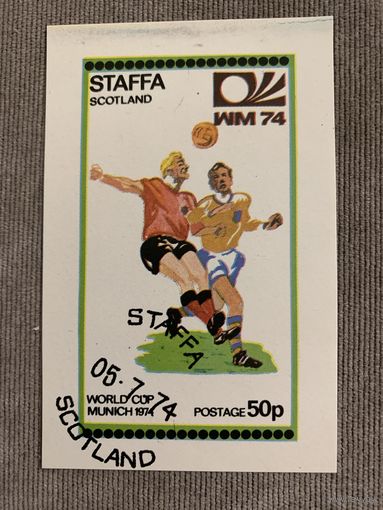 STAFFA
SCOTLAND
WM 74
STAFFA
05.7.74
SCOTLAND
WORLD CUP
MUNICH 1974
POSTAGE 50p